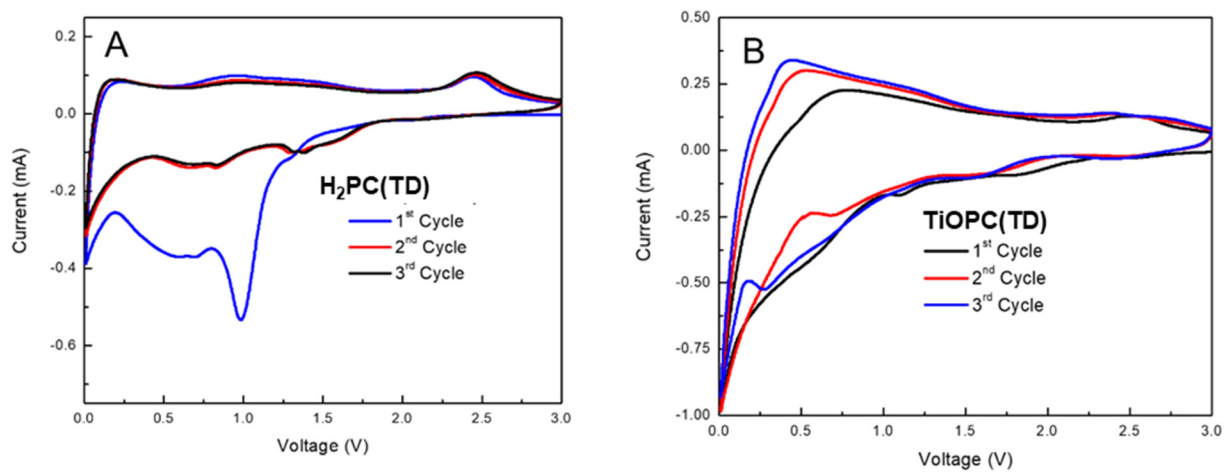 A
0.2
0.0
-0.2
-0.4
-0.6
Current (mA)
H₂PC(TD)
1ˢᵗ Cycle
2ⁿᵈ Cycle
3ʳᵈ Cycle
0.0 0.5 1.0 1.5 2.0 2.5 3.0
Voltage (V)
B
0.50
0.25
0.00
-0.25
-0.50
-0.75
-1.00
Current (mA)
TiOPC(TD)
1ˢᵗ Cycle
2ⁿᵈ Cycle
3ʳᵈ Cycle
0.0 0.5 1.0 1.5 2.0 2.5 3.0
Voltage (V)